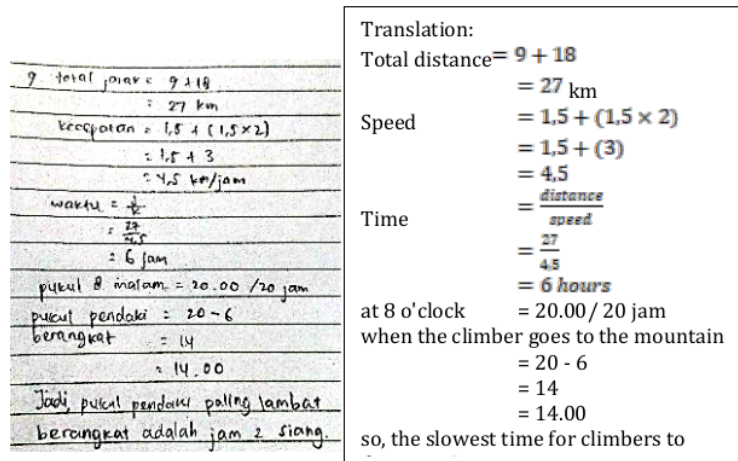 9. total jarak = 9 + 18
= 27 km
kecepatan = 1,5 + (1,5×2)
= 1,5 + 3
= 4,5 km/jam
waktu =
= 27/4,5
= 6 jam
pukul 8 malam = 20.00 / 20 jam
pukul pendaki = 20 - 6
berangkat = 14
= 14.00
Jadi, pukul pendaki paling lambat
berangkat adalah jam 2 siang.
Translation:
Total distance = 9 + 18
= 27 km
Speed = 1,5 + (1,5 × 2)
= 1,5 + (3)
= 4,5
Time = distance/speed
= 27/4,5
= 6 hours
at 8 o'clock = 20.00 / 20 jam
when the climber goes to the mountain
= 20 - 6
= 14
= 14.00
so, the slowest time for climbers to